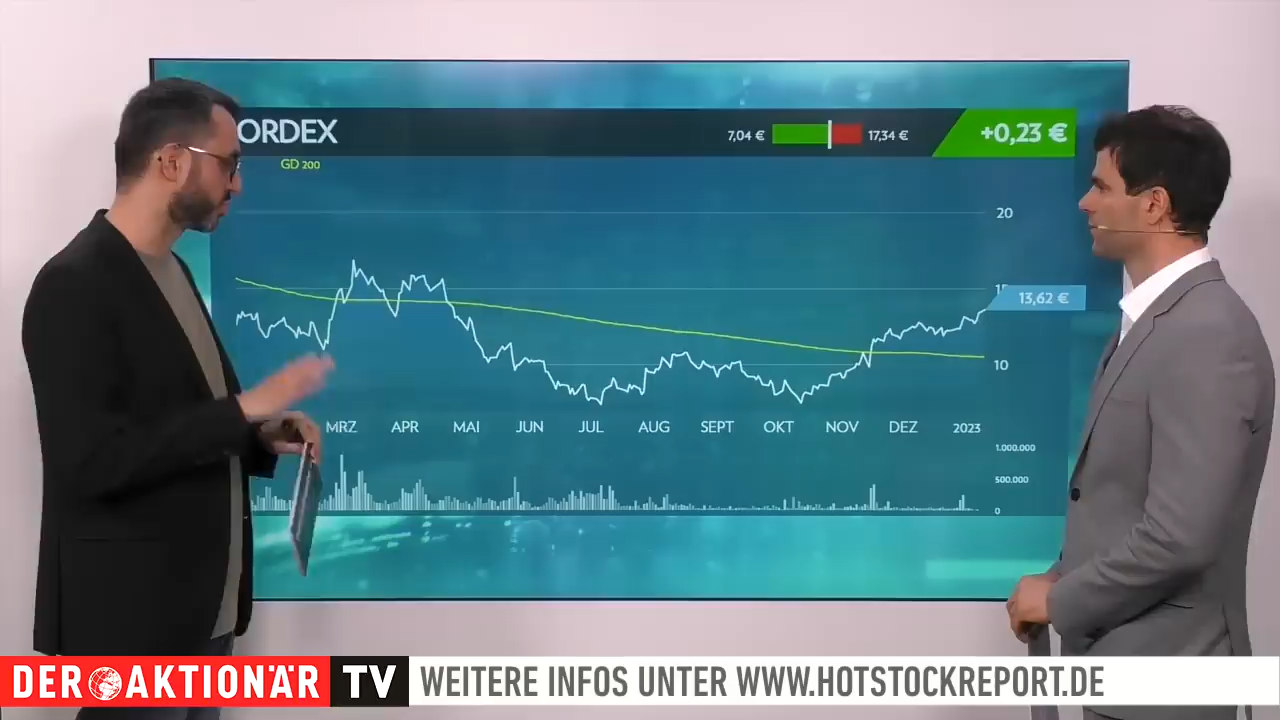 ORDEX
7,04 €
17,34 €
+0,23 €
GD 200
20
13,62 €
10
MRZ APR MAI JUN JUL AUG SEPT OKT NOV DEZ 2023
1.000.000
500.000
0
DER AKTIONÄR TV
WEITERE INFOS UNTER WWW.HOTSTOCKREPORT.DE